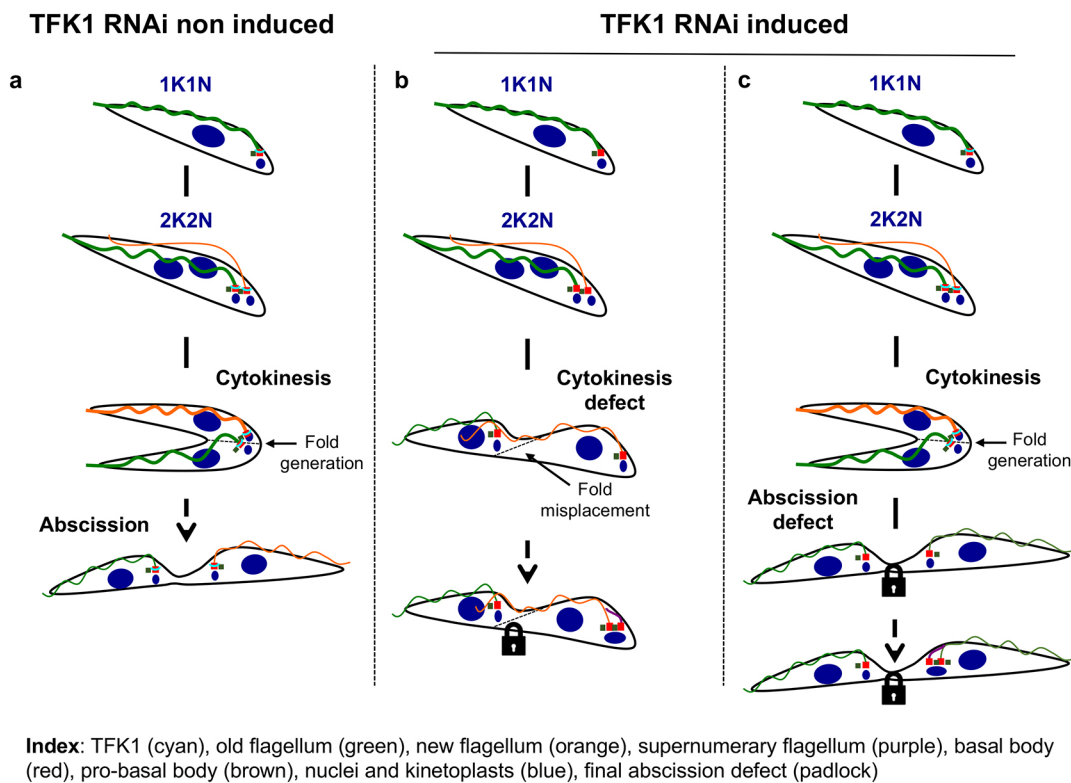 TFK1 RNAi non induced
TFK1 RNAi induced
a
1K1N
2K2N
Cytokinesis
Fold
generation
Abscission
b
1K1N
2K2N
Cytokinesis
defect
Fold
misplacement
c
1K1N
2K2N
Cytokinesis
Fold
generation
Abscission
defect
Index: TFK1 (cyan), old flagellum (green), new flagellum (orange), supernumerary flagellum (purple), basal body
(red), pro-basal body (brown), nuclei and kinetoplasts (blue), final abscission defect (padlock)